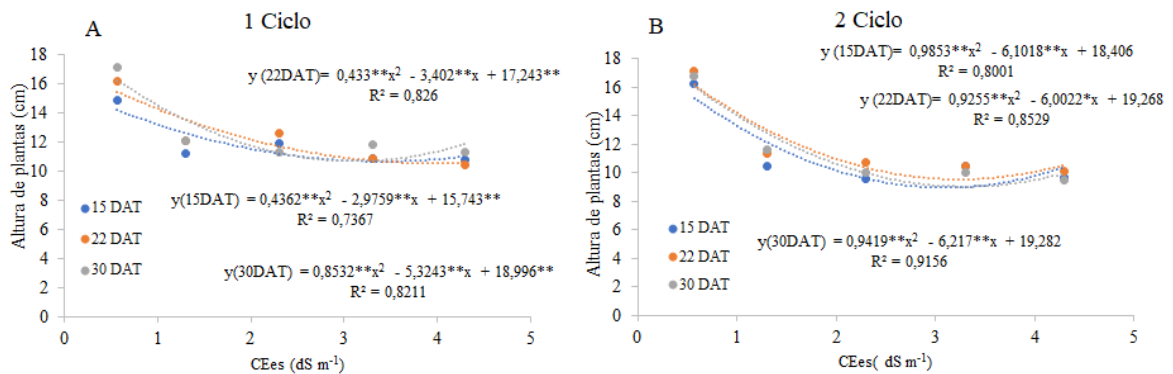 A
1 Ciclo
Altura de plantas (cm)
18
16
14
12
10
8
6
4
2
0
y (22DAT)= 0,433**x² - 3,402**x + 17,243**
R² = 0,826
y(15DAT) = 0,4362**x² - 2,9759**x + 15,743**
R² = 0,7367
15 DAT
22 DAT
30 DAT
y(30DAT) = 0,8532**x² - 5,3243**x + 18,996**
R² = 0,8211
0 1 2 3 4 5
CEes (dS m⁻¹)
B
2 Ciclo
Altura de plantas (cm)
18
16
14
12
10
8
6
4
2
0
y (15DAT)= 0,9853**x² - 6,1018**x + 18,406
R² = 0,8001
y (22DAT)= 0,9255**x² - 6,0022*x + 19,268
R² = 0,8529
15 DAT
22 DAT
30 DAT
y(30DAT) = 0,9419**x² - 6,217**x + 19,282
R² = 0,9156
0 1 2 3 4 5
CEes( dS m⁻¹)